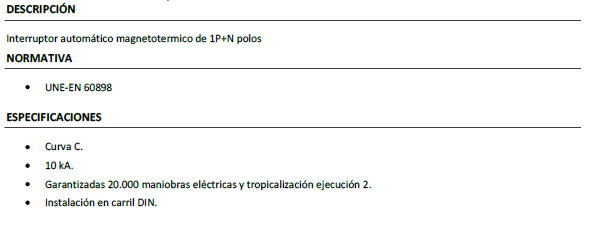 DESCRIPCIÓN
Interruptor automático magnetotermico de 1P+N polos
NORMATIVA
• UNE-EN 60898
ESPECIFICACIONES
• Curva C.
• 10 kA.
• Garantizadas 20.000 maniobras eléctricas y tropicalización ejecución 2.
• Instalación en carril DIN.